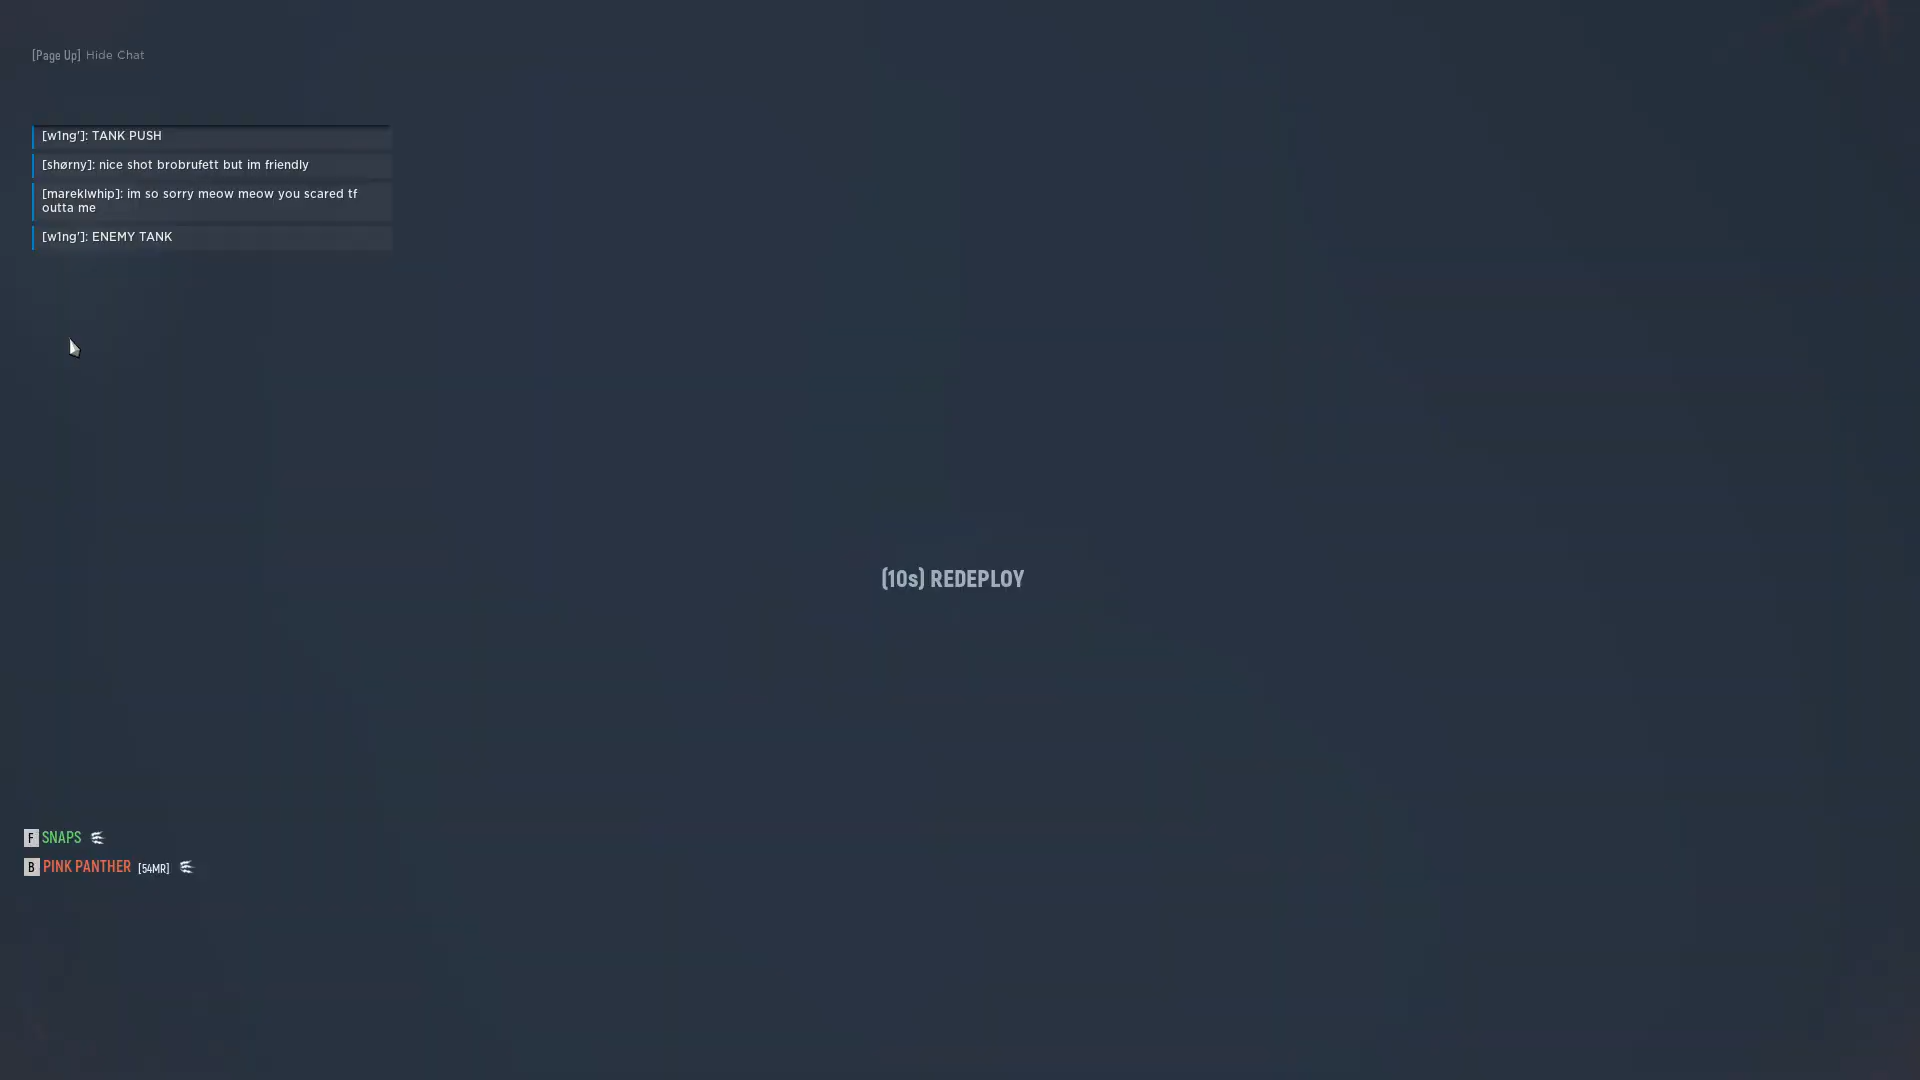 [Page Up] Hide Chat
[w1ng']: TANK PUSH
[shørny]: nice shot brobrufett but im friendly
[mareklwhip]: im so sorry meow meow you scared tf
outta me
[w1ng']: ENEMY TANK
(10s) REDEPLOY
F SNAPS
B PINK PANTHER [54MR]